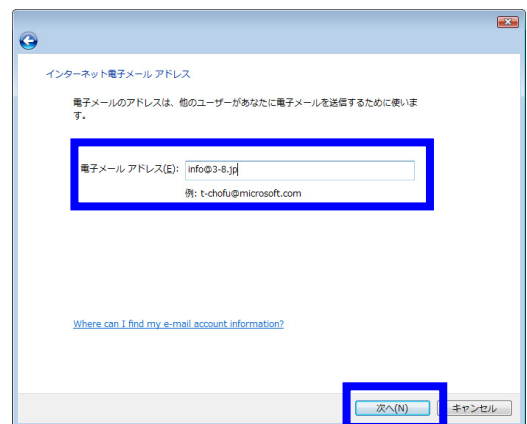 インターネット電子メール アドレス
電子メールのアドレスは、他のユーザーがあなたに電子メールを送信するために使いま
す。
電子メール アドレス(E): info@3-8.jp
例: t-chofu@microsoft.com
Where can I find my e-mail account information?
次へ(N) キャンセル